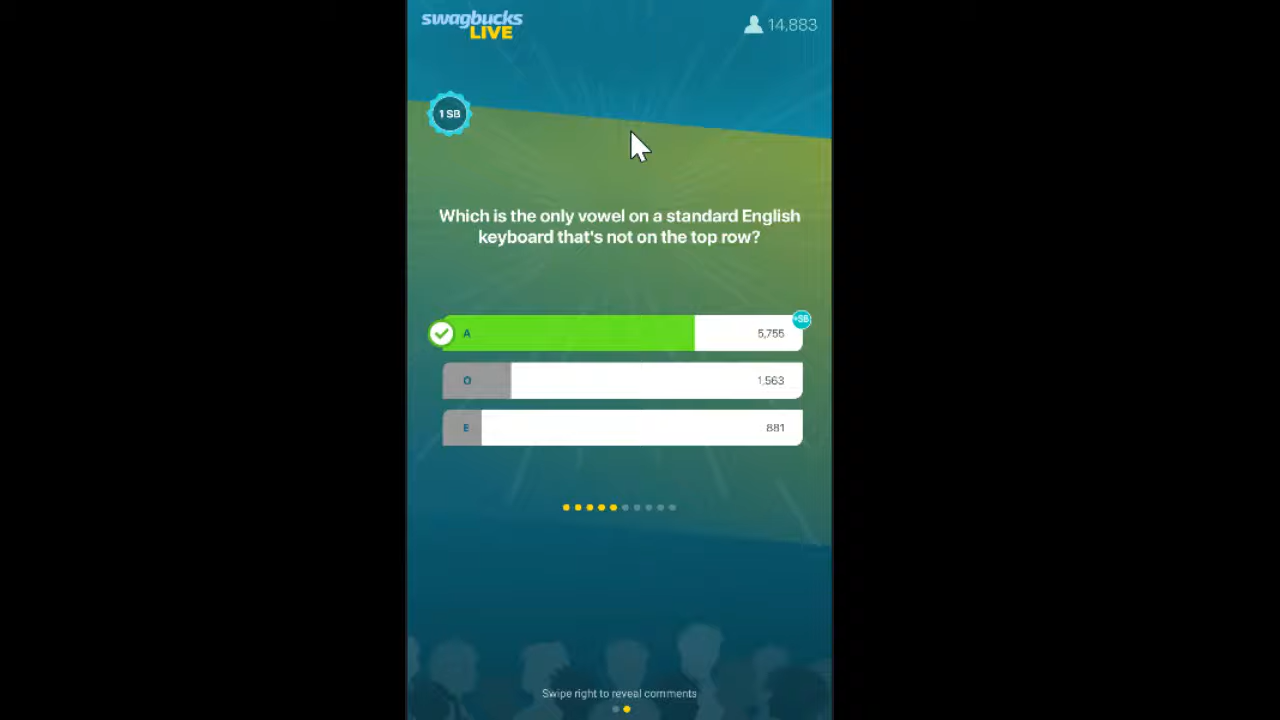 swagbucks
LIVE
14,883
1 SB
Which is the only vowel on a standard English
keyboard that's not on the top row?
A 5,755
+SB
O 1,563
E 881
Swipe right to reveal comments